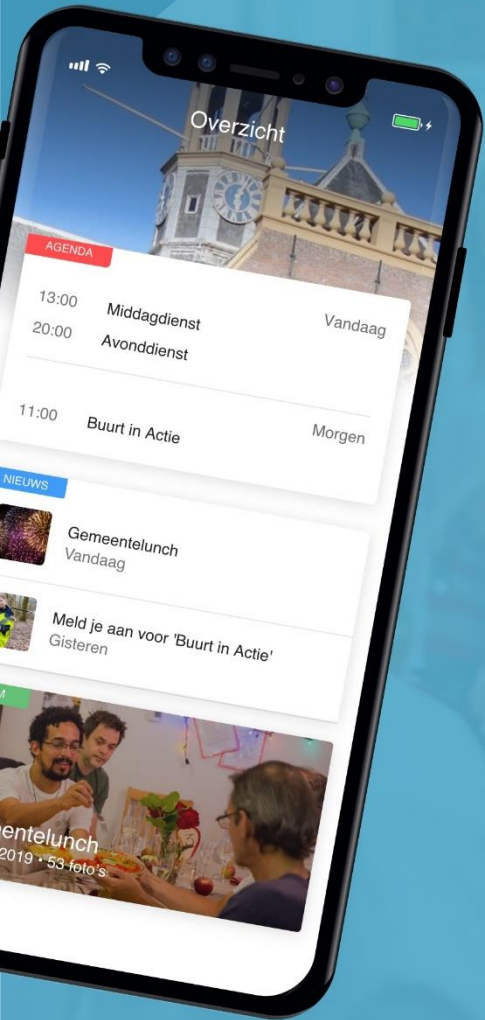 Overzicht
AGENDA
13:00 Middagdienst Vandaag
20:00 Avonddienst
11:00 Buurt in Actie Morgen
NIEUWS
Gemeentelunch
Vandaag
Meld je aan voor 'Buurt in Actie'
Gisteren
2019 • 53 foto's